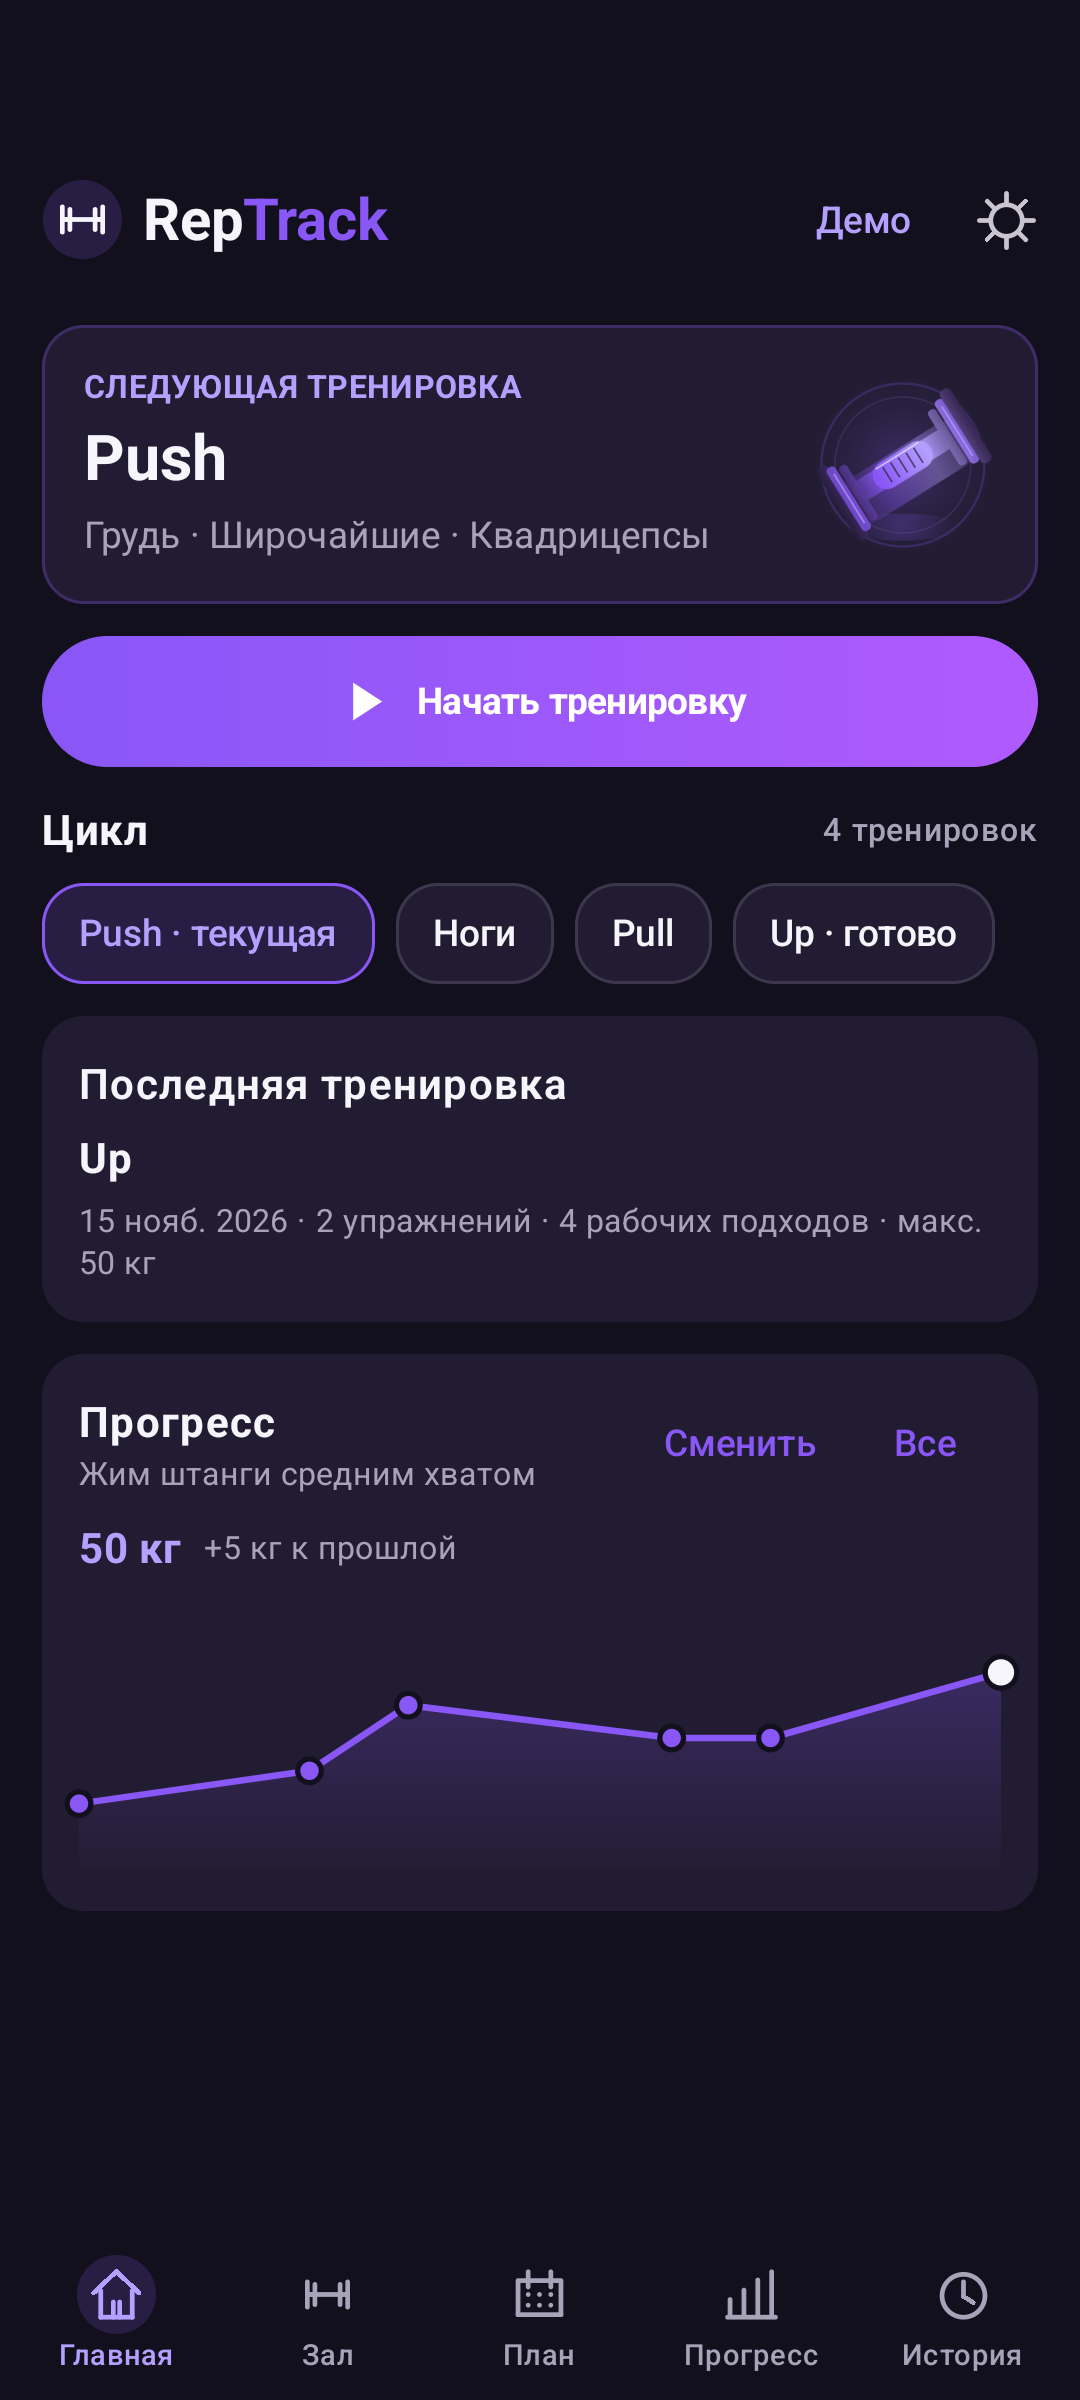 RepTrack
Демо
СЛЕДУЮЩАЯ ТРЕНИРОВКА
Push
Грудь · Широчайшие · Квадрицепсы
Начать тренировку
Цикл
4 тренировок
Push · текущая
Ноги
Pull
Up · готово
Последняя тренировка
Up
15 нояб. 2026 · 2 упражнений · 4 рабочих подходов · макс.
50 кг
Прогресс
Жим штанги средним хватом
Сменить
Все
50 кг +5 кг к прошлой
Главная
Зал
План
Прогресс
История